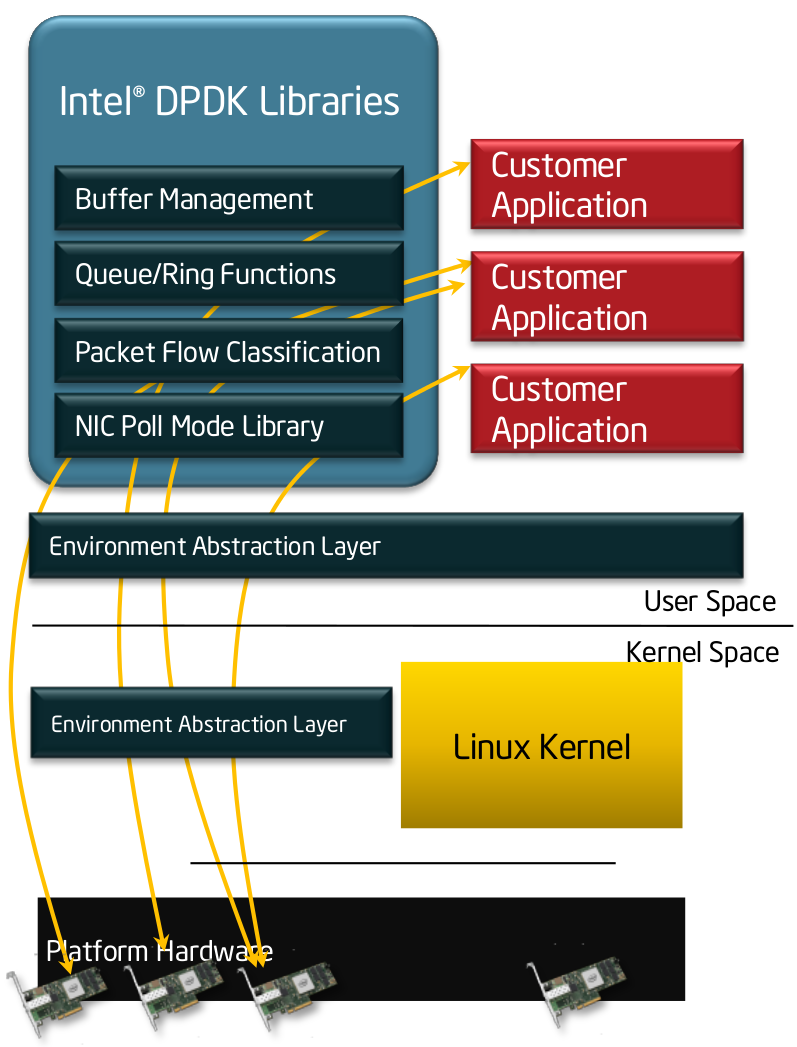 Intel® DPDK Libraries
Buffer Management
Queue/Ring Functions
Packet Flow Classification
NIC Poll Mode Library
Customer
Application
Customer
Application
Customer
Application
Environment Abstraction Layer
User Space
Kernel Space
Environment Abstraction Layer
Linux Kernel
Platform Hardware